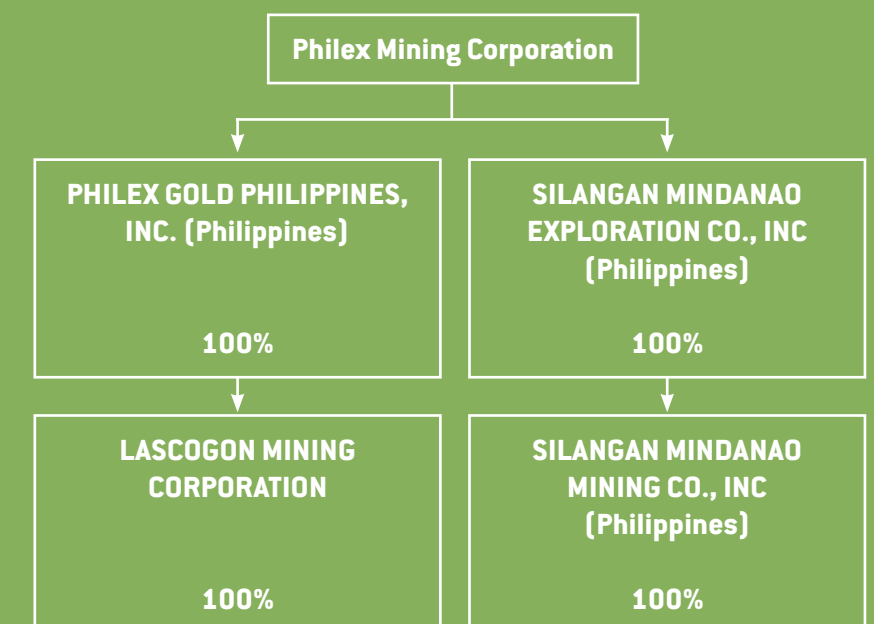 Philex Mining Corporation
PHILEX GOLD PHILIPPINES,
INC. (Philippines)
100%
SILANGAN MINDANAO
EXPLORATION CO., INC
(Philippines)
100%
LASCOGON MINING
CORPORATION
100%
SILANGAN MINDANAO
MINING CO., INC
(Philippines)
100%